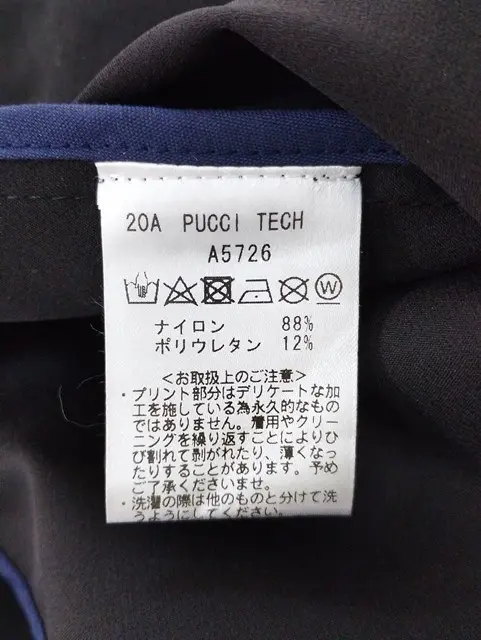 20A PUCCI TECH
A5726
W
ナイロン 88%
ポリウレタン 12%
<お取扱上のご注意>
・プリント部分はデリケートな加
工を施している為永久的なもの
ではありません。着用やクリー
ニングを繰り返すことによりひ
び割れて剥がれたり、薄くなっ
たりすることがあります。予め
ご了承くださいませ。
・洗濯の際は他のものと分けて洗
うようにしてください。